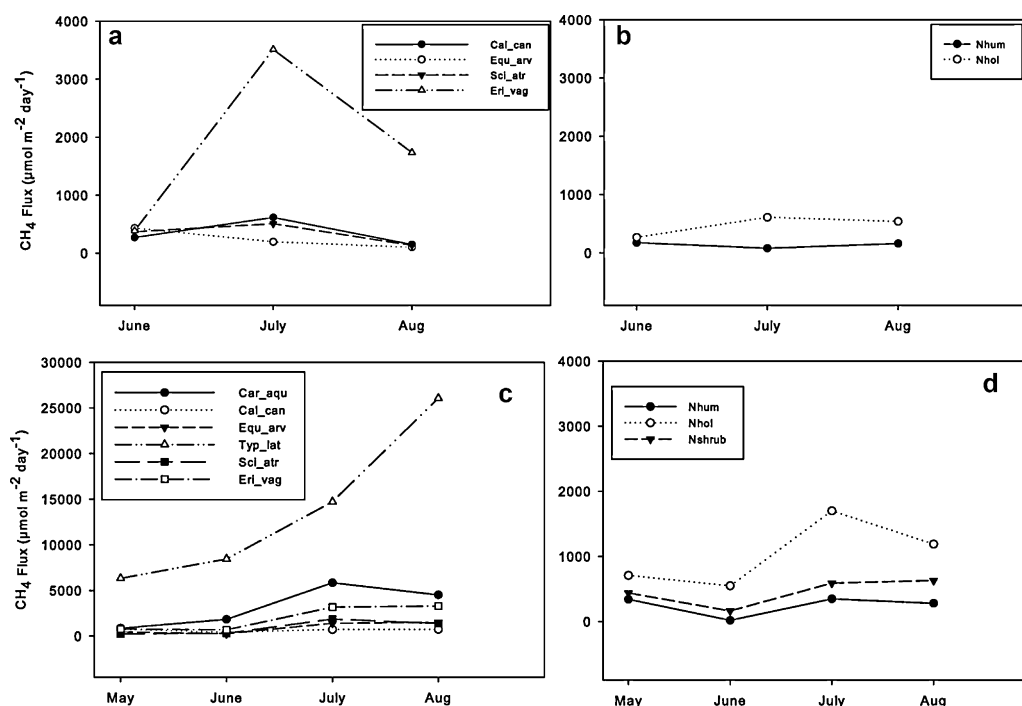 a
4000
3000
2000
1000
0
CH₄ Flux (µmol m⁻² day⁻¹)
Cal_can
Equ_arv
Sci_atr
Eri_vag
June July Aug
b
4000
3000
2000
1000
0
Nhum
Nhol
June July Aug
c
30000
25000
20000
15000
10000
5000
0
CH₄ Flux (µmol m⁻² day⁻¹)
Car_aqu
Cal_can
Equ_arv
Typ_lat
Sci_atr
Eri_vag
May June July Aug
d
4000
3000
2000
1000
0
Nhum
Nhol
Nshrub
May June July Aug